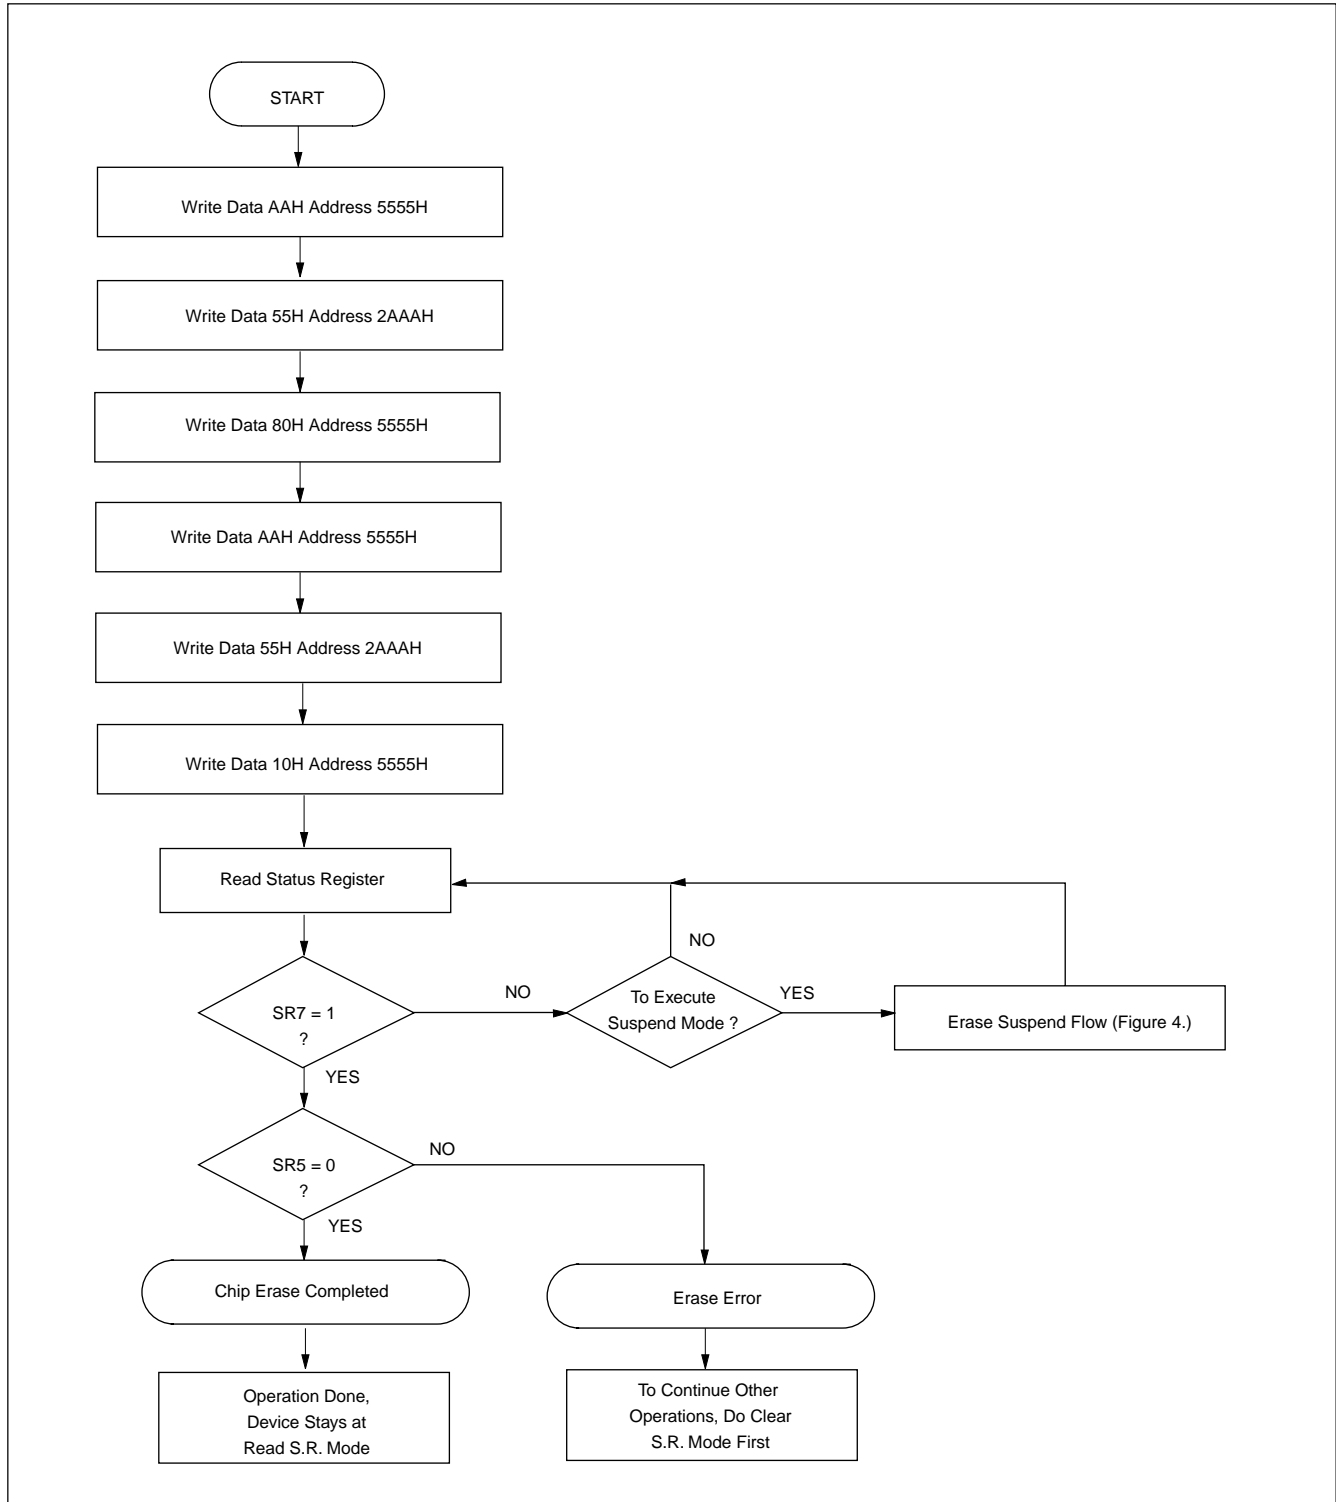 START
Write Data AAH Address 5555H
Write Data 55H Address 2AAAH
Write Data 80H Address 5555H
Write Data AAH Address 5555H
Write Data 55H Address 2AAAH
Write Data 10H Address 5555H
Read Status Register
NO
SR7 = 1
?
NO
To Execute
Suspend Mode ?
YES
Erase Suspend Flow (Figure 4.)
YES
SR5 = 0
?
NO
YES
Chip Erase Completed
Erase Error
Operation Done,
Device Stays at
Read S.R. Mode
To Continue Other
Operations, Do Clear
S.R. Mode First